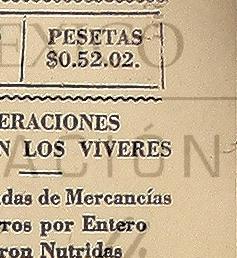 PESETAS
$0.52.02.
ERACIONES
N LOS VIVERES
das de Mercancías
ros por Entero
ron Nutridas